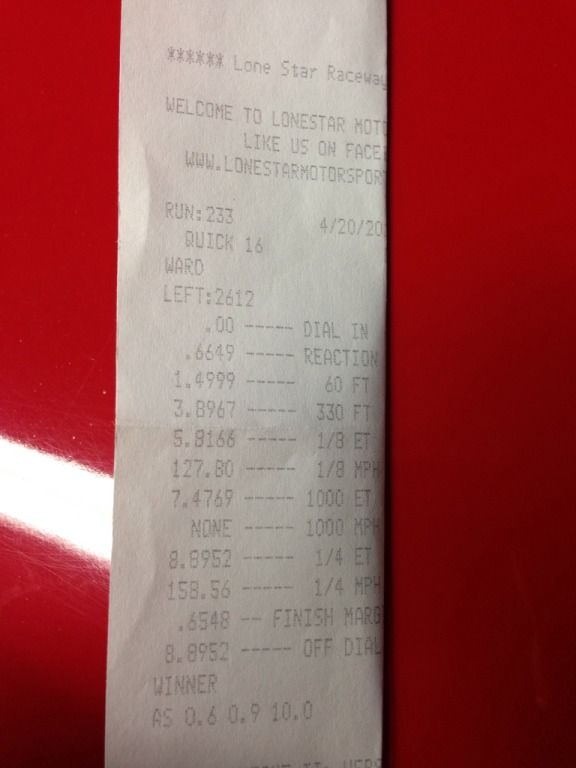 ****** Lone Star Raceway
WELCOME TO LONESTAR MOTO
LIKE US ON FACE
WWW.LONESTARMOTORSPORT
RUN:233 4/20/20
QUICK 16
WARD
LEFT:2612
.00 ----- DIAL IN
.6649 ----- REACTION
1.4999 ----- 60 FT
3.8967 ----- 330 FT
5.8166 ----- 1/8 ET
127.80 ----- 1/8 MPH
7.4769 ----- 1000 ET
NONE ----- 1000 MPH
8.8952 ----- 1/4 ET
158.56 ----- 1/4 MPH
.6548 -- FINISH MARG
8.8952 ----- OFF DIAL
WINNER
AS 0.6 0.9 10.0